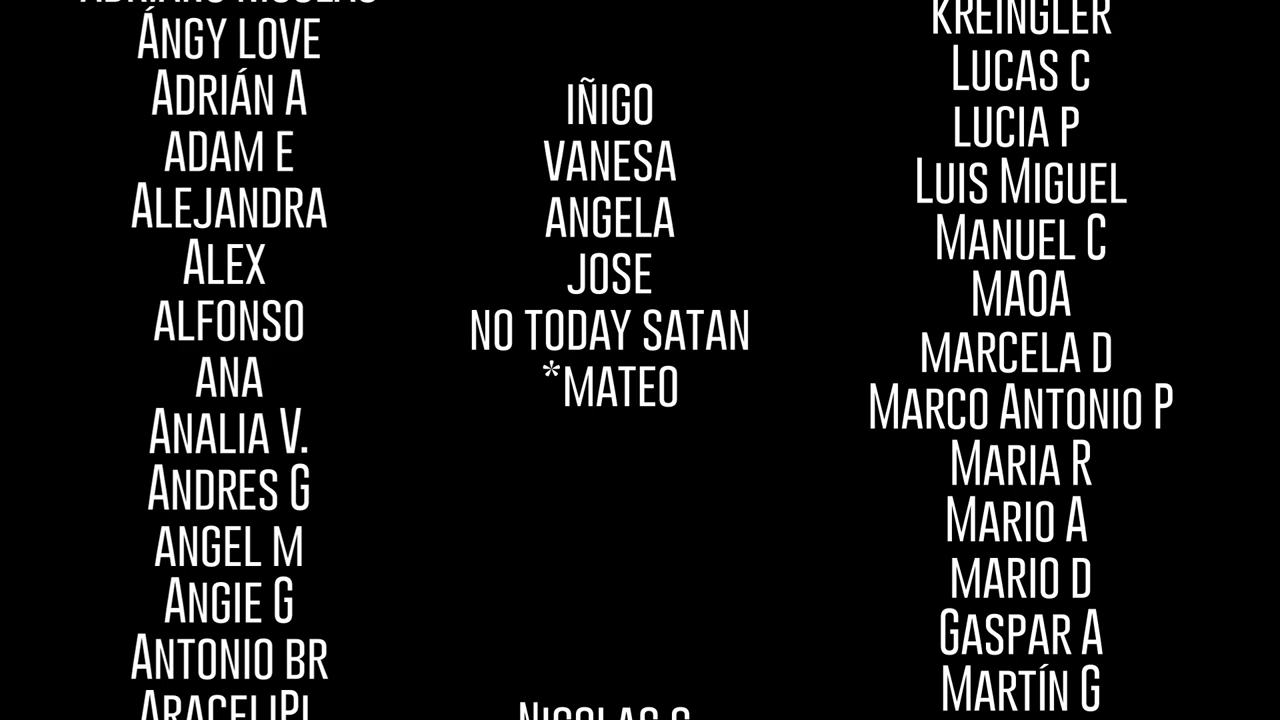 ÁNGY LOVE
ADRIÁN A
ADAM E
ALEJANDRA
ALEX
ALFONSO
ANA
ANALIA V.
ANDRES G
ANGEL M
ANGIE G
ANTONIO BR
IÑIGO
VANESA
ANGELA
JOSE
NO TODAY SATAN
*MATEO
KREINGLER
LUCAS C
LUCIA P
LUIS MIGUEL
MANUEL C
MAOA
MARCELA D
MARCO ANTONIO P
MARIA R
MARIO A
MARIO D
GASPAR A
MARTÍN G